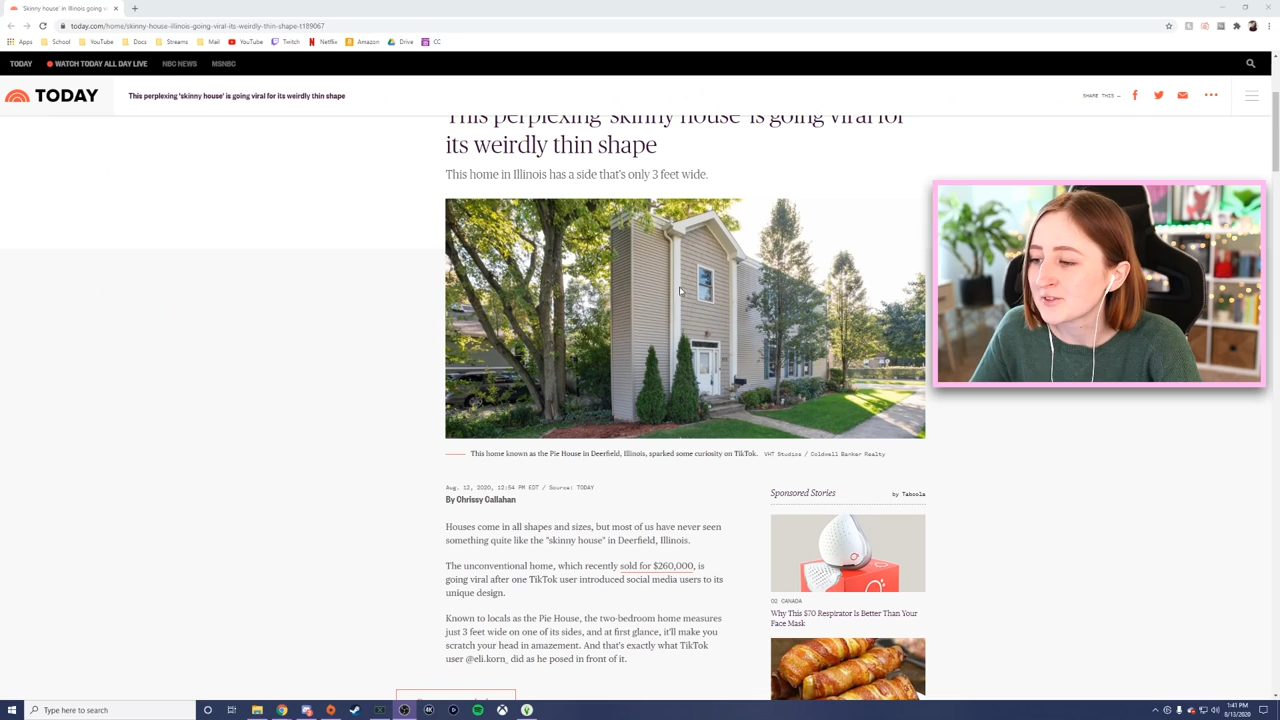 'Skinny house' in Illinois going vi
today.com/home/skinny-house-illinois-going-viral-its-weirdly-thin-shape-t189067
Apps School YouTube Docs Streams Mail YouTube Twitch Netflix Amazon Drive CC
TODAY WATCH TODAY ALL DAY LIVE NBC NEWS MSNBC
TODAY This perplexing 'skinny house' is going viral for its weirdly thin shape SHARE THIS —
This perplexing 'skinny house' is going viral for
its weirdly thin shape
This home in Illinois has a side that's only 3 feet wide.
This home known as the Pie House in Deerfield, Illinois, sparked some curiosity on TikTok. VHT Studios / Coldwell Banker Realty
Aug. 12, 2020, 12:54 PM EDT / Source: TODAY
By Chrissy Callahan
Sponsored Stories by Taboola
Houses come in all shapes and sizes, but most of us have never seen
something quite like the "skinny house" in Deerfield, Illinois.
The unconventional home, which recently sold for $260,000, is
going viral after one TikTok user introduced social media users to its
unique design.
Known to locals as the Pie House, the two-bedroom home measures
just 3 feet wide on one of its sides, and at first glance, it'll make you
scratch your head in amazement. And that's exactly what TikTok
user @eli.korn_ did as he posed in front of it.
O2 CANADA
Why This $70 Respirator Is Better Than Your
Face Mask
Type here to search
1:41 PM
8/13/2020